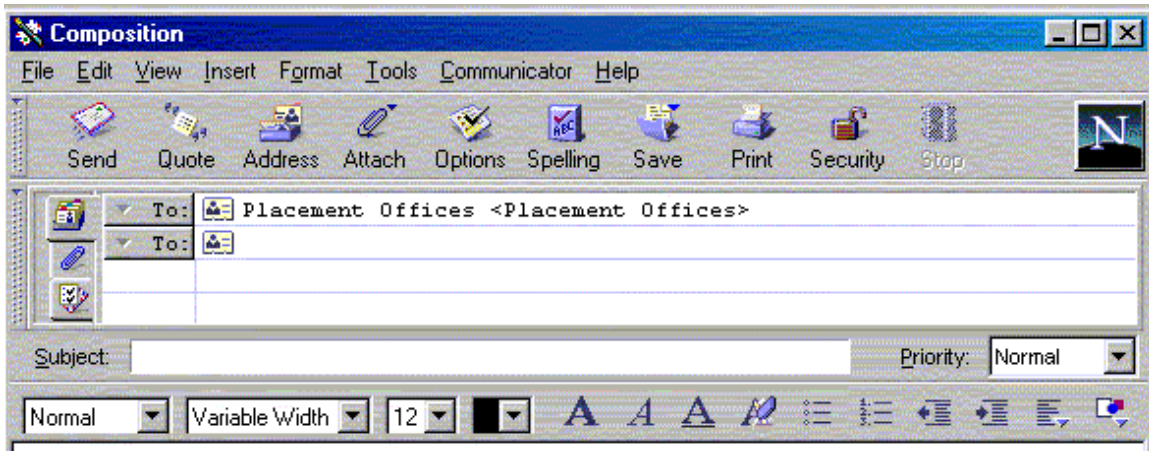 Composition
File Edit View Insert Format Tools Communicator Help
Send Quote Address Attach Options Spelling Save Print Security Stop
N
To: Placement Offices <Placement Offices>
To:
Subject: Priority: Normal
Normal Variable Width 12 A A A